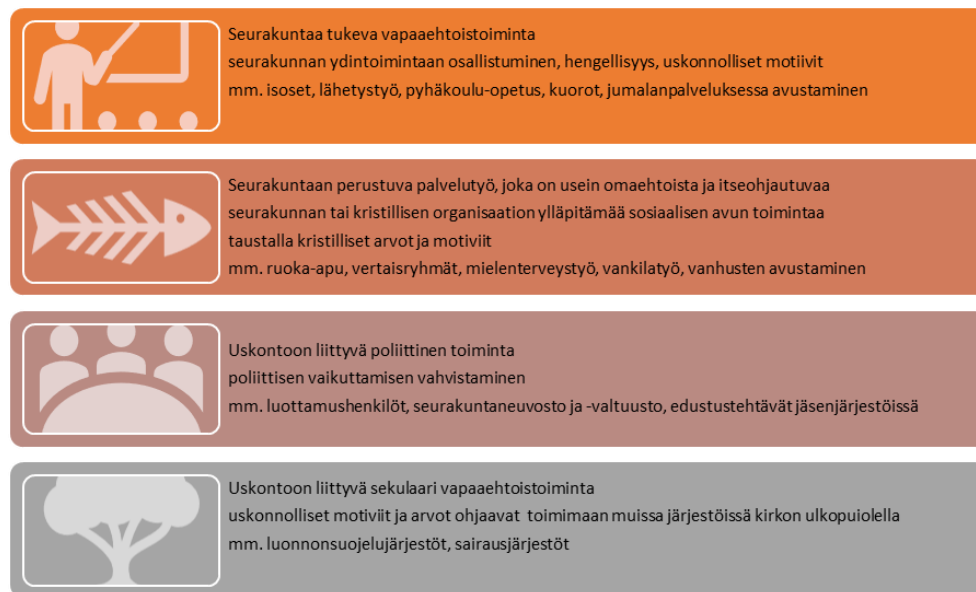 Seurakuntaa tukeva vapaaehtoistoiminta
seurakunnan ydintoimintaan osallistuminen, hengellisyys, uskonnolliset motiivit
mm. isoset, lähetystyö, pyhäkoulu-opetus, kuorot, jumalanpalveluksessa avustaminen
Seurakuntaan perustuva palvelutyö, joka on usein omaehtoista ja itseohjautuvaa
seurakunnan tai kristillisen organisaation ylläpitämää sosiaalisen avun toimintaa
taustalla kristilliset arvot ja motiivit
mm. ruoka-apu, vertaisryhmät, mielenterveystyö, vankilatyö, vanhusten avustaminen
Uskontoon liittyvä poliittinen toiminta
poliittisen vaikuttamisen vahvistaminen
mm. luottamushenkilöt, seurakuntaneuvosto ja -valtuusto, edustustehtävät jäsenjärjestöissä
Uskontoon liittyvä sekulaari vapaaehtoistoiminta
uskonnolliset motiivit ja arvot ohjaavat toimimaan muissa järjestöissä kirkon ulkopuiolella
mm. luonnonsuojelujärjestöt, sairausjärjestöt